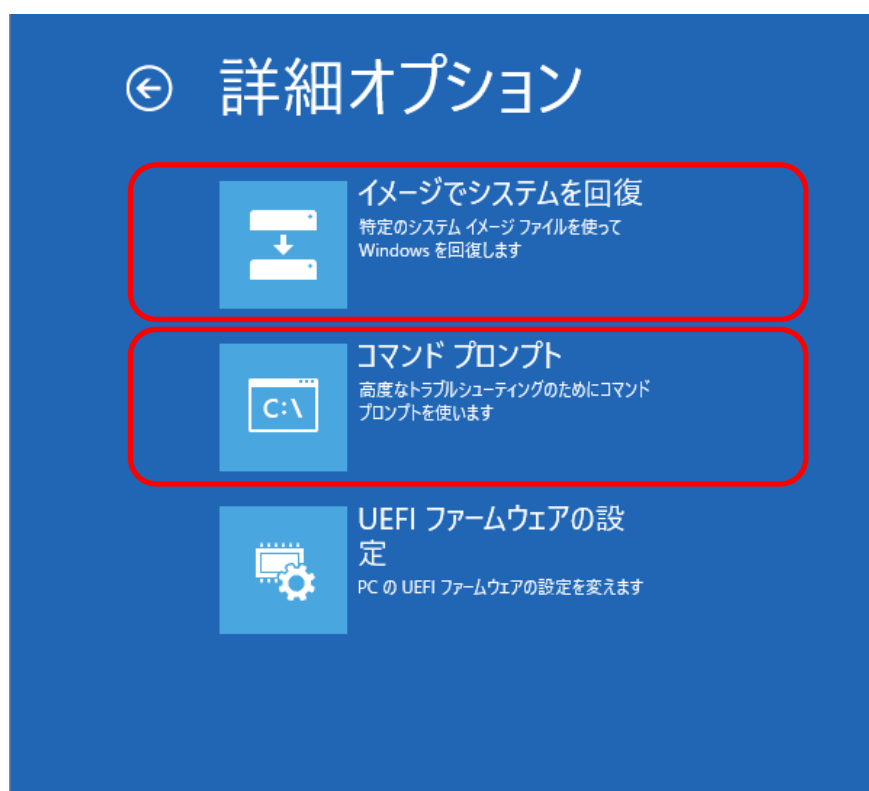 詳細オプション
イメージでシステムを回復
特定のシステム イメージ ファイルを使って
Windows を回復します
コマンド プロンプト
高度なトラブルシューティングのためにコマンド
プロンプトを使います
C:\
UEFI ファームウェアの設
定
PC の UEFI ファームウェアの設定を変えます